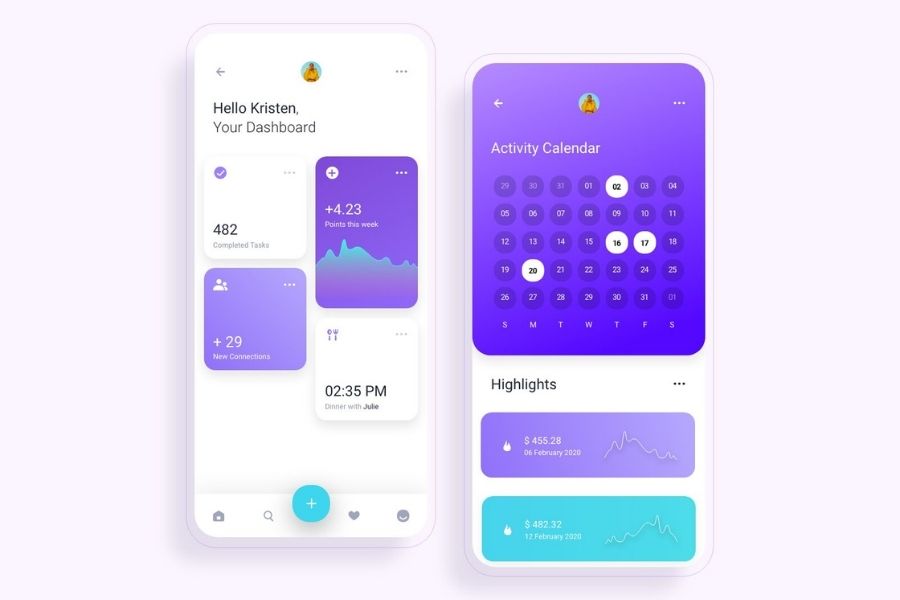 Hello Kristen,
Your Dashboard
482
Completed Tasks
+4.23
Points this week
+ 29
New Connections
02:35 PM
Dinner with Julie
Activity Calendar
29 30 31 01 02 03 04
05 06 07 08 09 10 11
12 13 14 15 16 17 18
19 20 21 22 23 24 25
26 27 28 29 30 31 01
S M T W T F S
Highlights
$ 455.28
06 February 2020
$ 482.32
12 February 2020